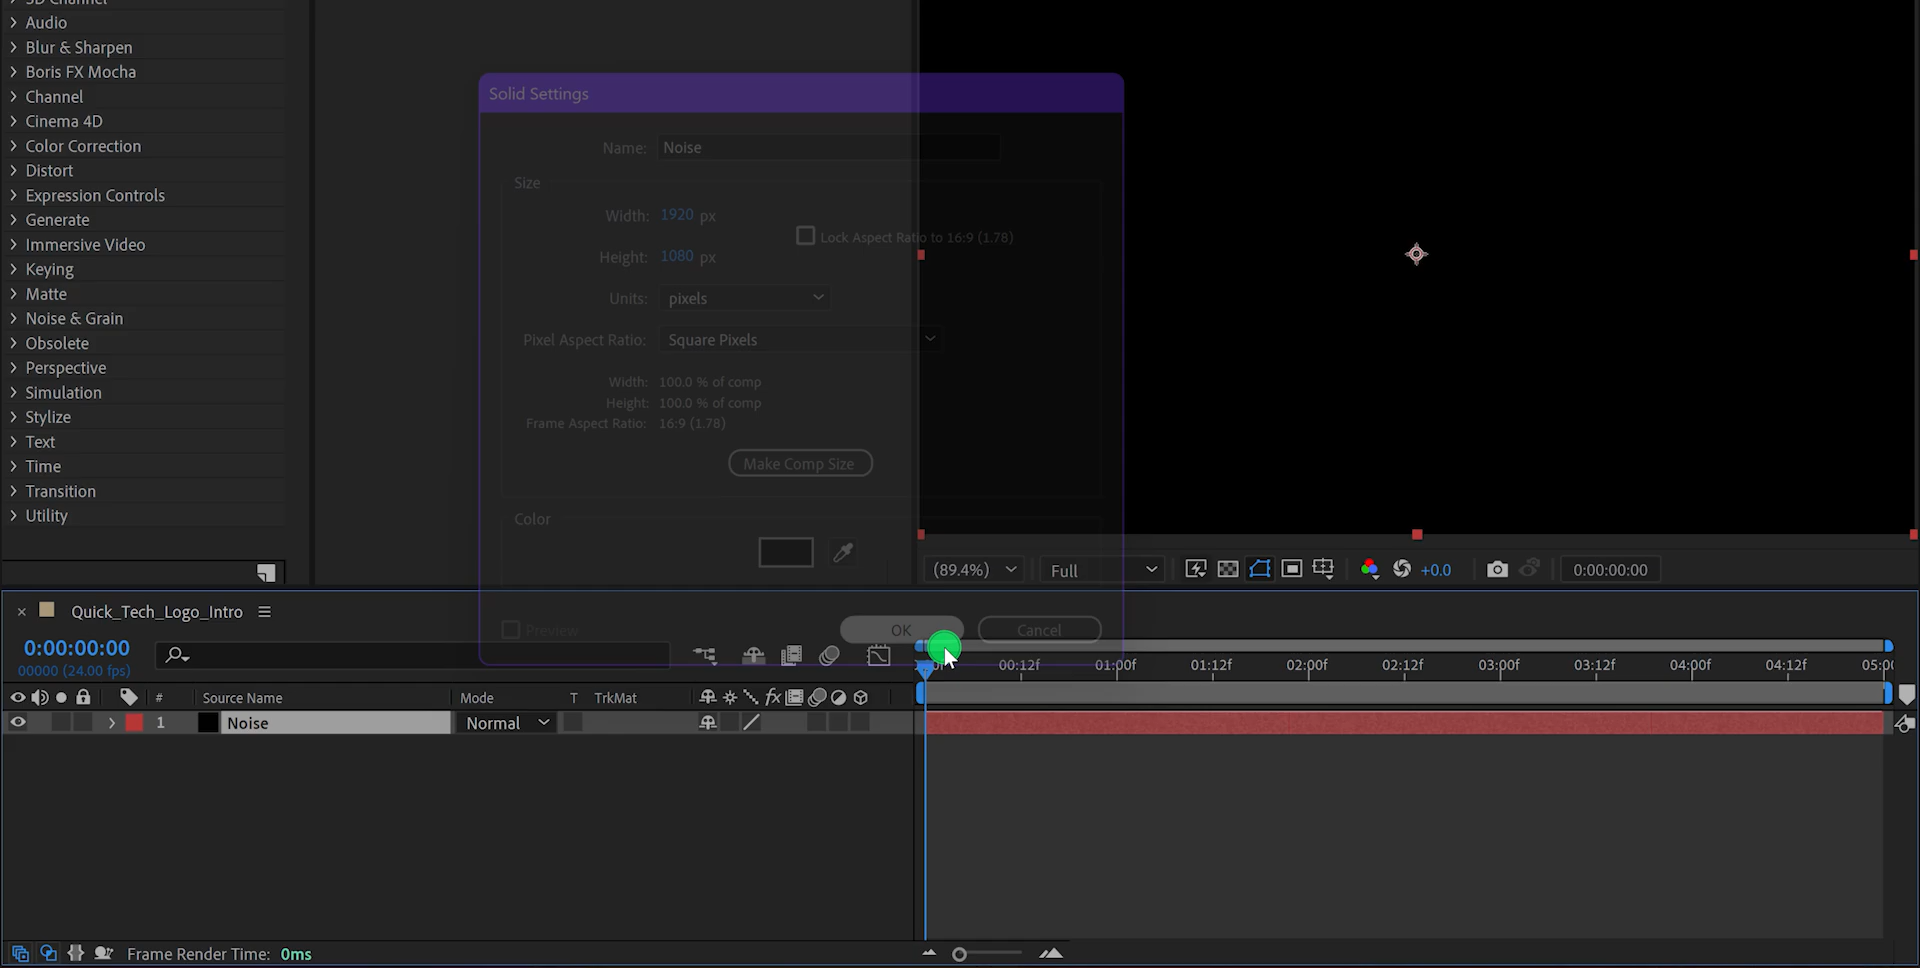 3D Channel
Audio
Blur & Sharpen
Boris FX Mocha
Channel
Cinema 4D
Color Correction
Distort
Expression Controls
Generate
Immersive Video
Keying
Matte
Noise & Grain
Obsolete
Perspective
Simulation
Stylize
Text
Time
Transition
Utility
Solid Settings
Name: Noise
Size
Width: 1920 px
Lock Aspect Ratio to 16:9 (1.78)
Height: 1080 px
Units: pixels
Pixel Aspect Ratio: Square Pixels
Width: 100.0 % of comp
Height: 100.0 % of comp
Frame Aspect Ratio: 16:9 (1.78)
Make Comp Size
Color
Preview
OK
Cancel
(89.4%)
Full
+0.0
0:00:00:00
Quick_Tech_Logo_Intro
0:00:00:00
00000 (24.00 fps)
00:12f 01:00f 01:12f 02:00f 02:12f 03:00f 03:12f 04:00f 04:12f
# Source Name Mode T TrkMat fx
1 Noise Normal
Frame Render Time: 0ms